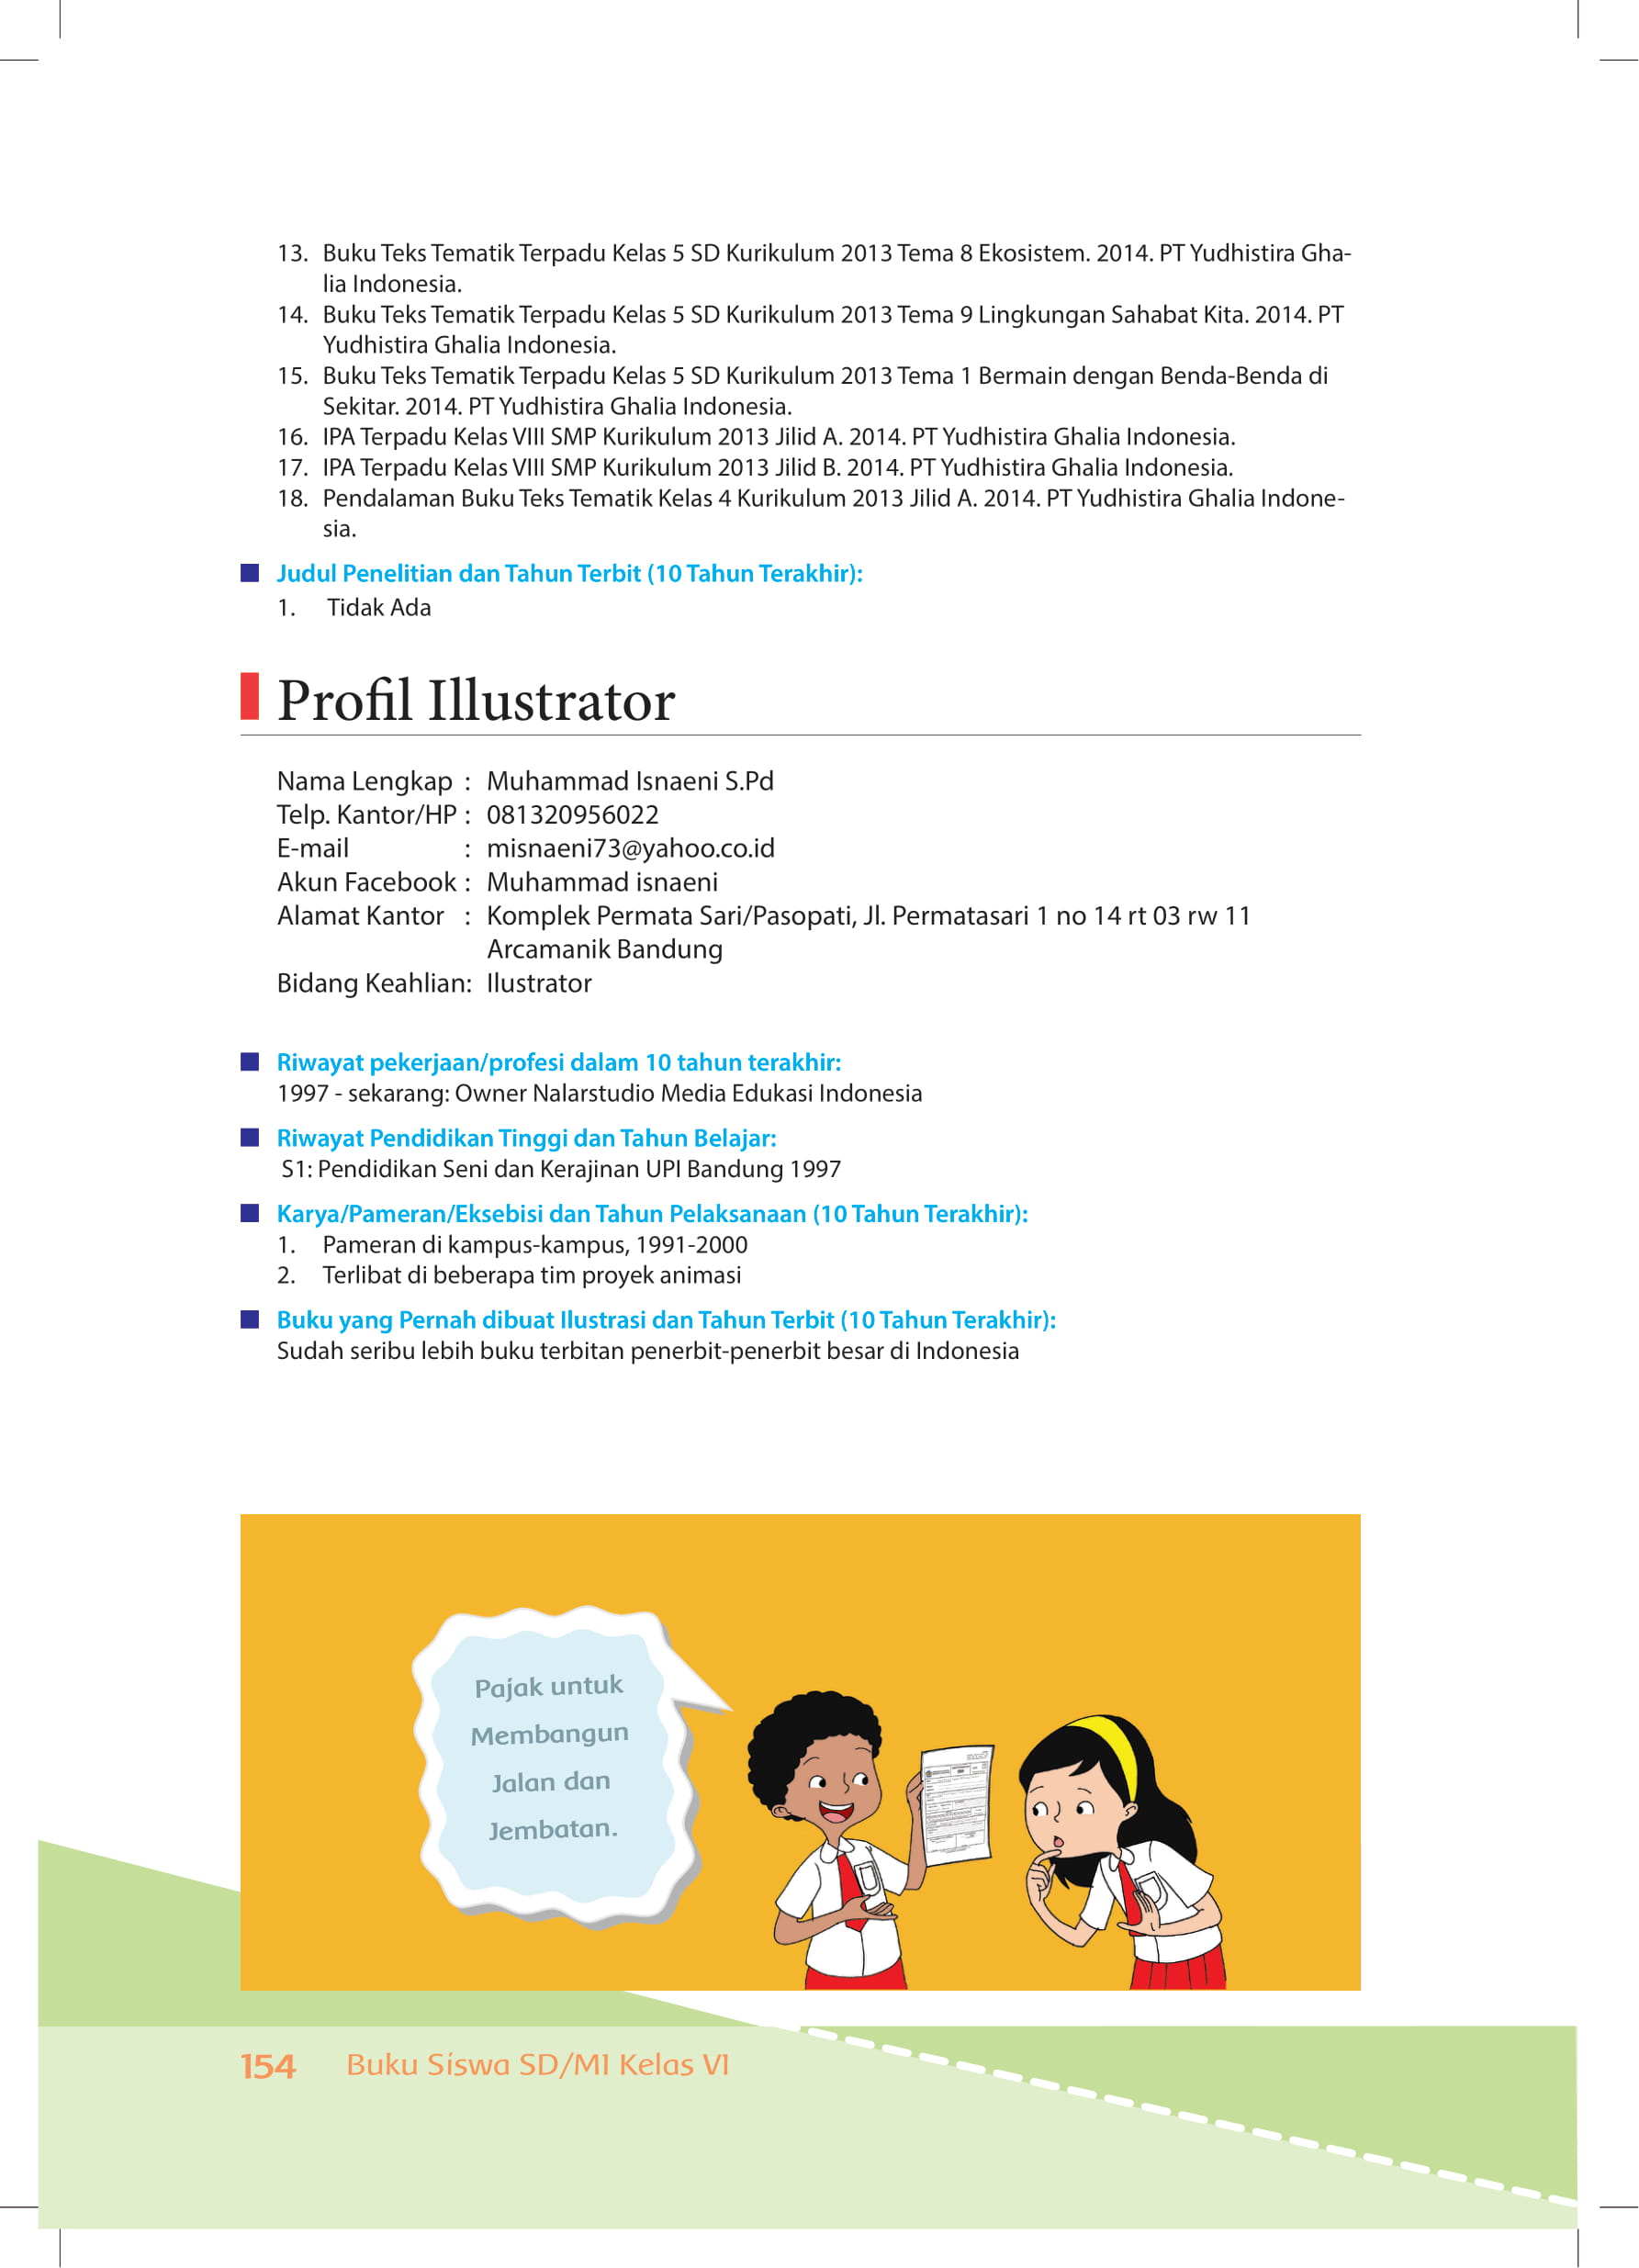 13. Buku Teks Tematik Terpadu Kelas 5 SD Kurikulum 2013 Tema 8 Ekosistem. 2014. PT Yudhistira Gha-
lia Indonesia.
14. Buku Teks Tematik Terpadu Kelas 5 SD Kurikulum 2013 Tema 9 Lingkungan Sahabat Kita. 2014. PT
Yudhistira Ghalia Indonesia.
15. Buku Teks Tematik Terpadu Kelas 5 SD Kurikulum 2013 Tema 1 Bermain dengan Benda-Benda di
Sekitar. 2014. PT Yudhistira Ghalia Indonesia.
16. IPA Terpadu Kelas VIII SMP Kurikulum 2013 Jilid A. 2014. PT Yudhistira Ghalia Indonesia.
17. IPA Terpadu Kelas VIII SMP Kurikulum 2013 Jilid B. 2014. PT Yudhistira Ghalia Indonesia.
18. Pendalaman Buku Teks Tematik Kelas 4 Kurikulum 2013 Jilid A. 2014. PT Yudhistira Ghalia Indone-
sia.
Judul Penelitian dan Tahun Terbit (10 Tahun Terakhir):
1. Tidak Ada
Profil Illustrator
Nama Lengkap : Muhammad Isnaeni S.Pd
Telp. Kantor/HP : 081320956022
E-mail : misnaeni73@yahoo.co.id
Akun Facebook : Muhammad isnaeni
Alamat Kantor : Komplek Permata Sari/Pasopati, Jl. Permatasari 1 no 14 rt 03 rw 11
Arcamanik Bandung
Bidang Keahlian: Ilustrator
Riwayat pekerjaan/profesi dalam 10 tahun terakhir:
1997 - sekarang: Owner Nalarstudio Media Edukasi Indonesia
Riwayat Pendidikan Tinggi dan Tahun Belajar:
S1: Pendidikan Seni dan Kerajinan UPI Bandung 1997
Karya/Pameran/Eksebisi dan Tahun Pelaksanaan (10 Tahun Terakhir):
1. Pameran di kampus-kampus, 1991-2000
2. Terlibat di beberapa tim proyek animasi
Buku yang Pernah dibuat Ilustrasi dan Tahun Terbit (10 Tahun Terakhir):
Sudah seribu lebih buku terbitan penerbit-penerbit besar di Indonesia
Pajak untuk
Membangun
Jalan dan
Jembatan.
154 Buku Siswa SD/MI Kelas VI